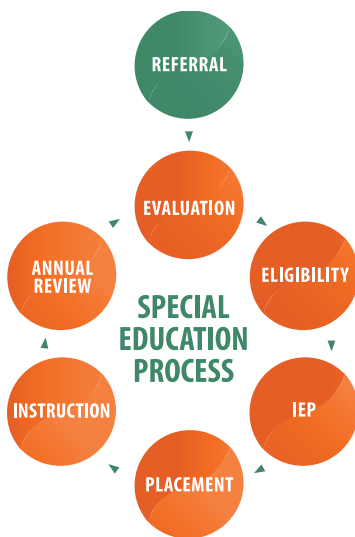 REFERRAL
EVALUATION
ELIGIBILITY
IEP
PLACEMENT
INSTRUCTION
ANNUAL
REVIEW
SPECIAL
EDUCATION
PROCESS